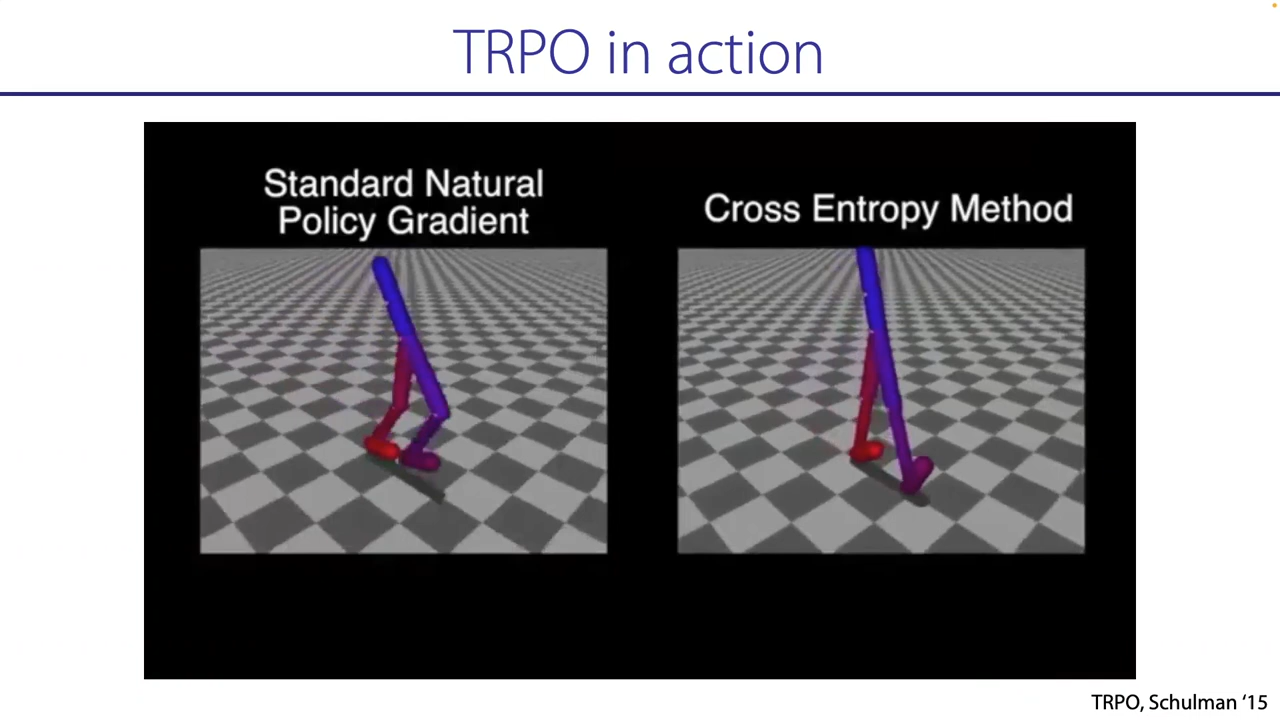 TRPO in action
Standard Natural
Policy Gradient
Cross Entropy Method
TRPO, Schulman ‘15